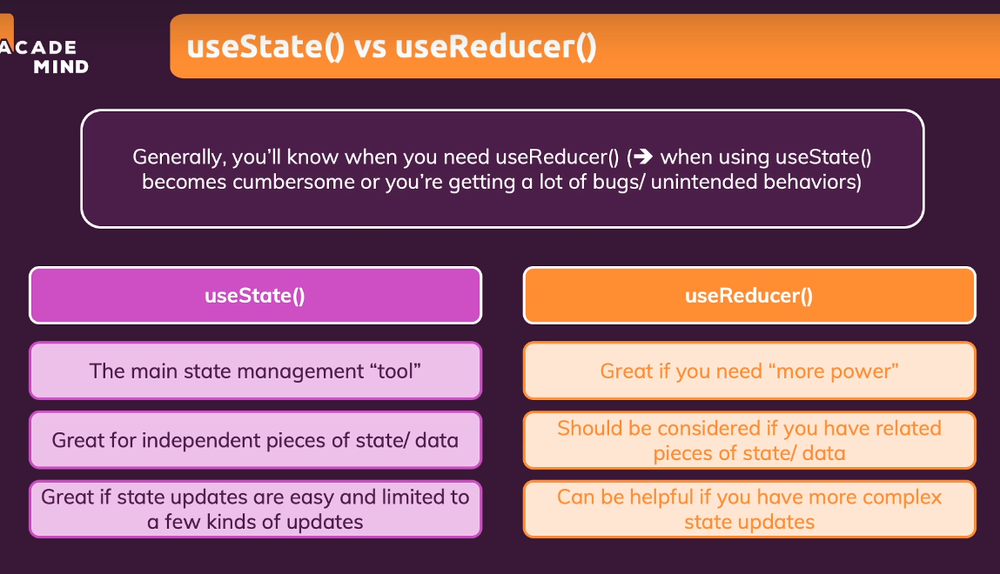 ACADE
MIND
useState() vs useReducer()
Generally, you’ll know when you need useReducer() (➔ when using useState()
becomes cumbersome or you’re getting a lot of bugs/ unintended behaviors)
useState()
useReducer()
The main state management “tool”
Great if you need “more power”
Great for independent pieces of state/ data
Should be considered if you have related
pieces of state/ data
Great if state updates are easy and limited to
a few kinds of updates
Can be helpful if you have more complex
state updates